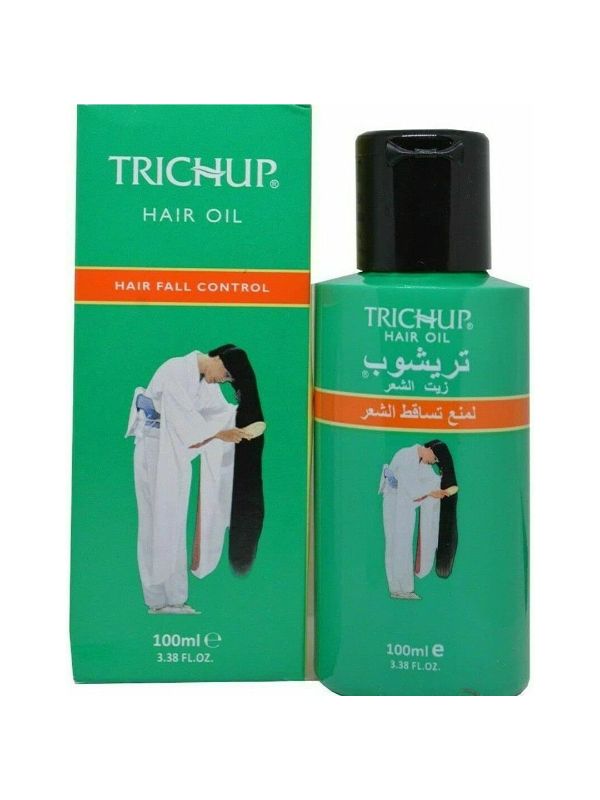 TRICHUP®
HAIR OIL
HAIR FALL CONTROL
100ml ℮
3.38 FL.OZ.
TRICHUP®
HAIR OIL
تريشوب®
زيت الشعر
لمنع تساقط الشعر
100ml ℮
3.38 FL.OZ.